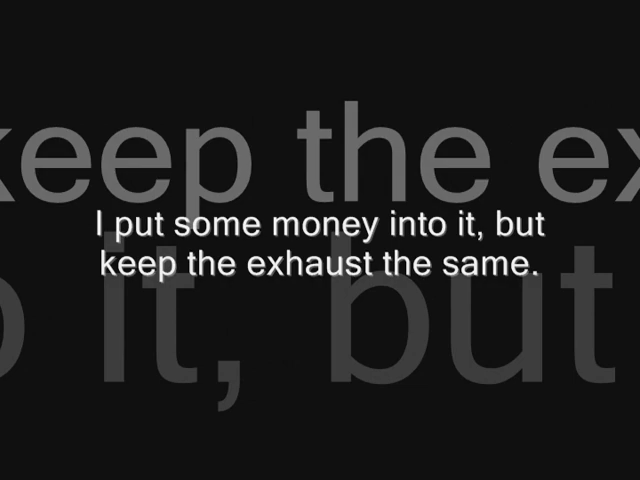 keep the ex
I put some money into it, but
keep the exhaust the same.
o it, but